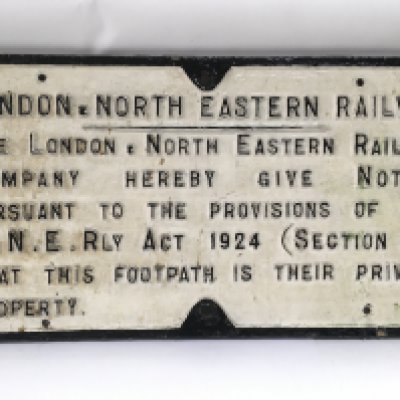 NDON & NORTH EASTERN RAILW
E LONDON & NORTH EASTERN RAIL
MPANY HEREBY GIVE NOT
RSUANT TO THE PROVISIONS OF
N.E.RLY ACT 1924 (SECTION
AT THIS FOOTPATH IS THEIR PRIV
OPERTY.